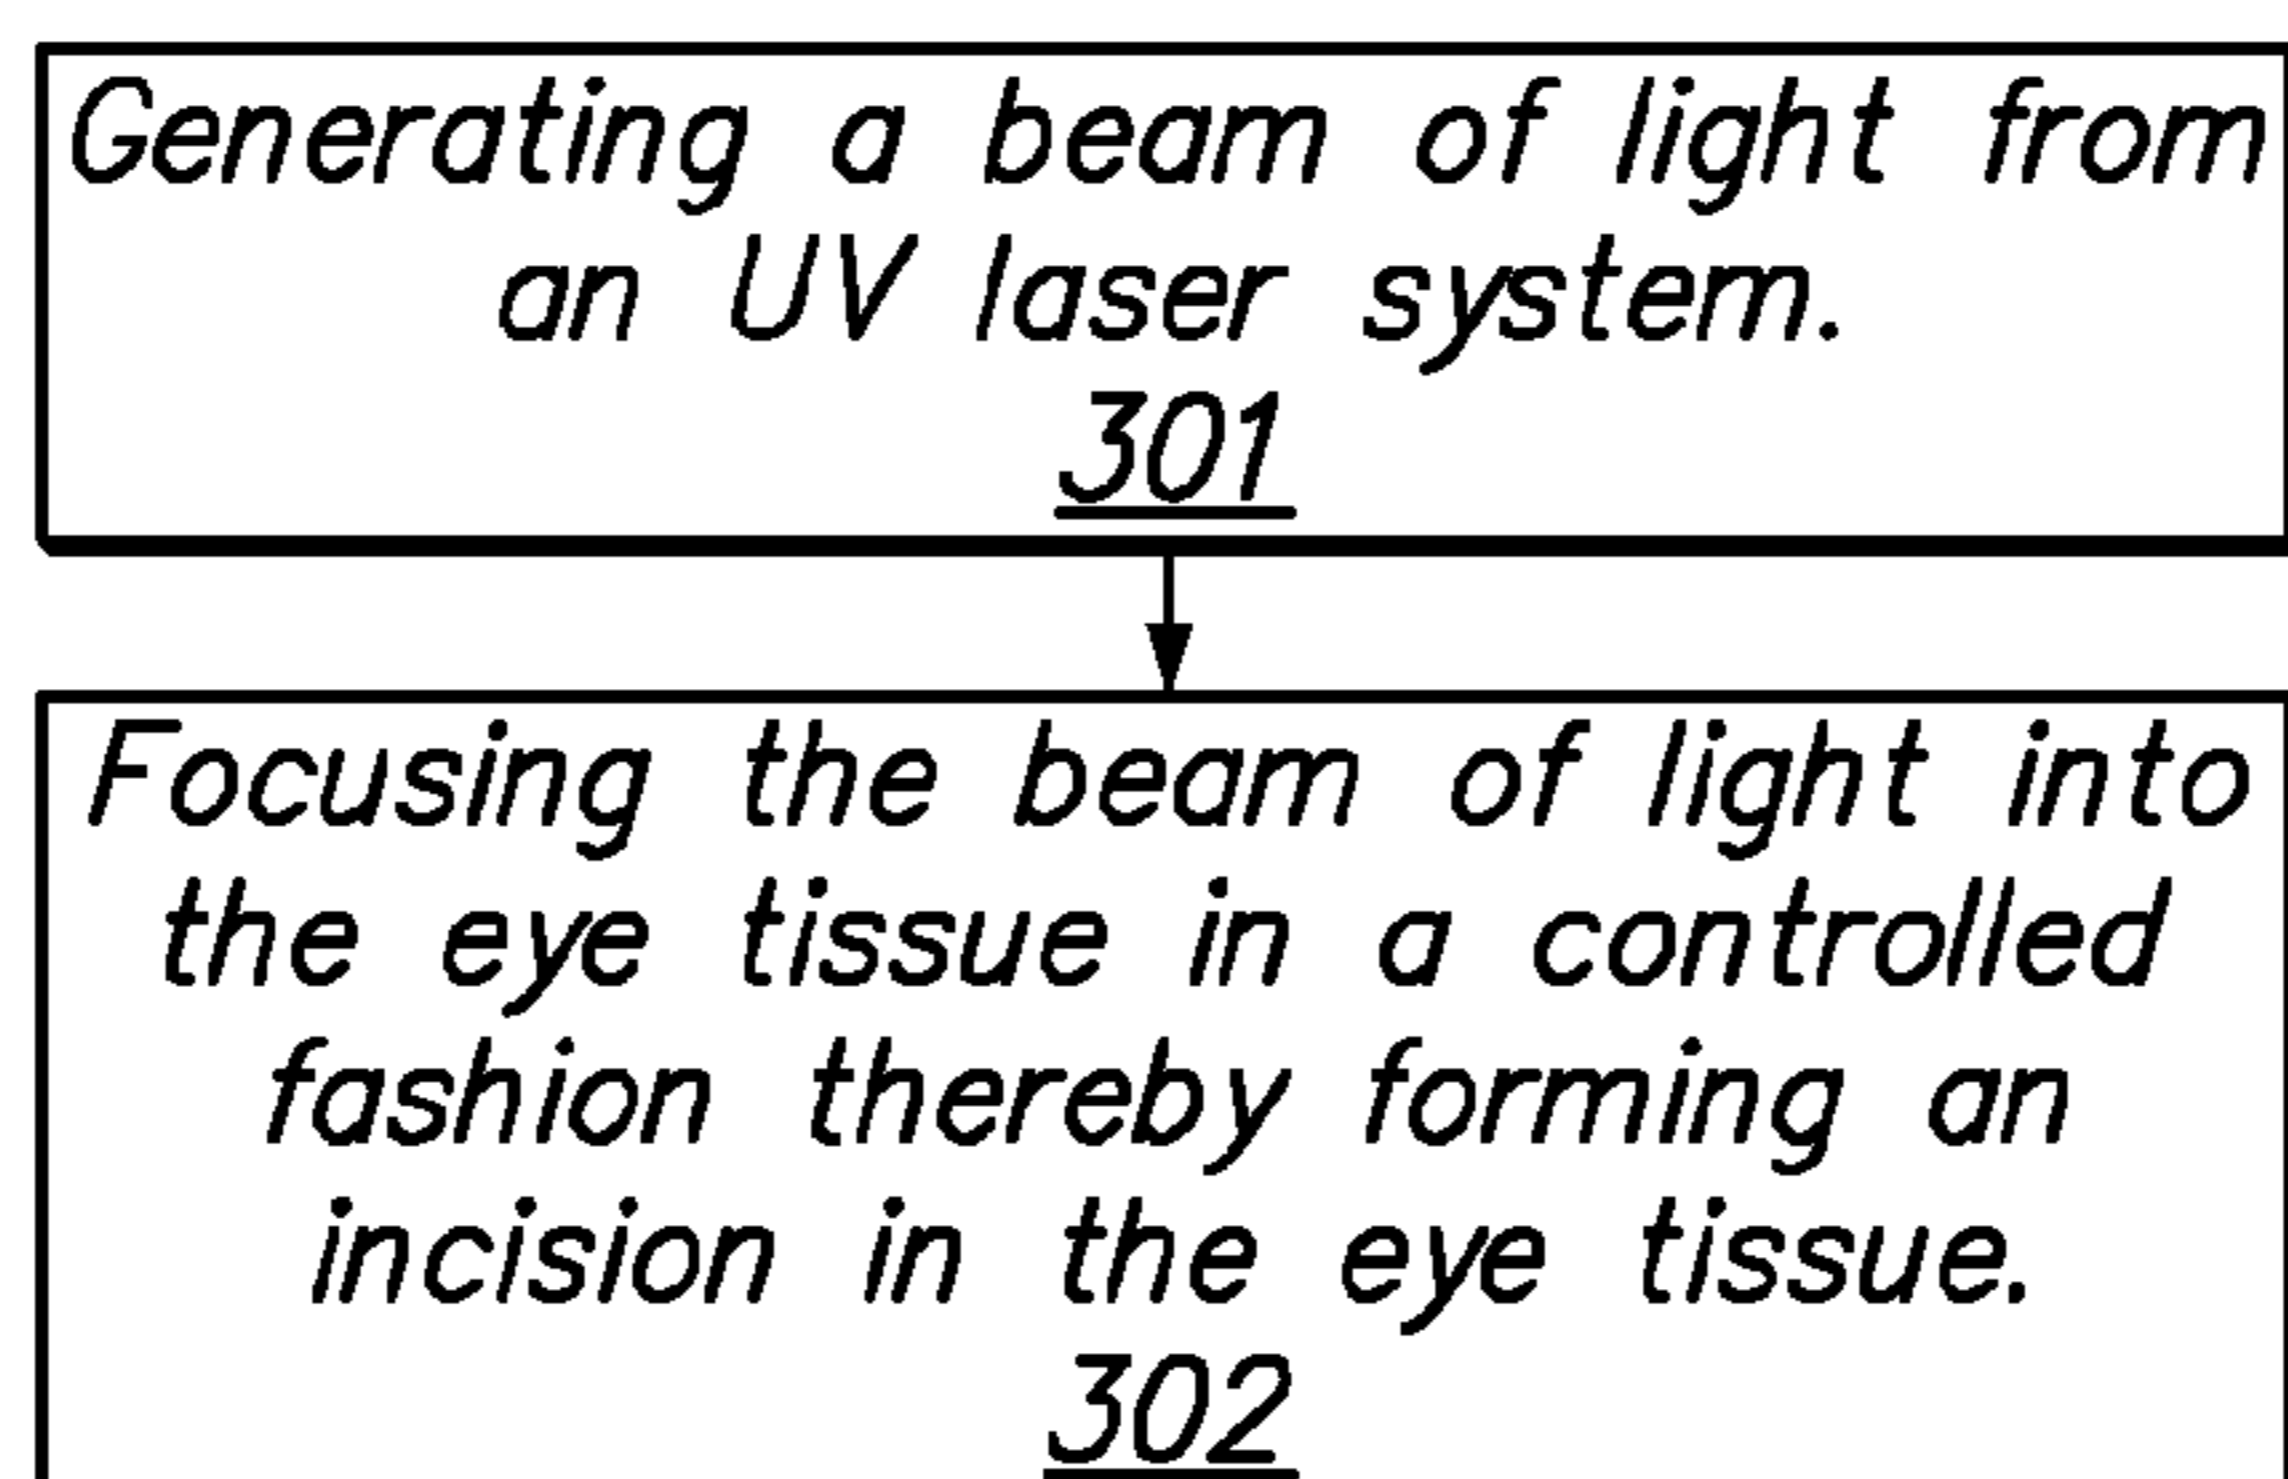 Generating a beam of light from
an UV laser system.
301
Focusing the beam of light into
the eye tissue in a controlled
fashion thereby forming an
incision in the eye tissue.
302